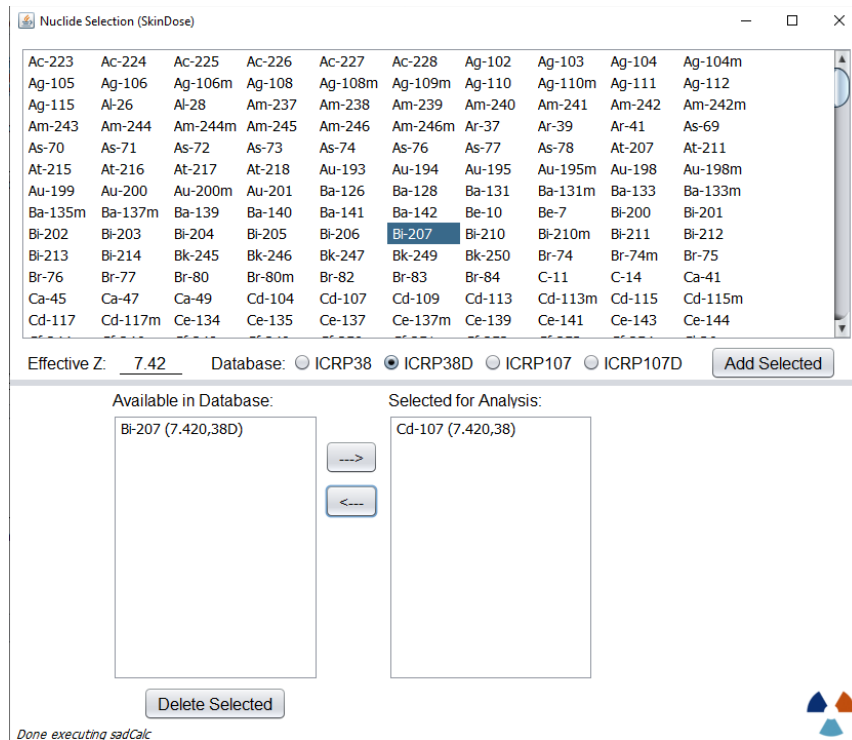 Nuclide Selection (SkinDose)
Ac-223 Ac-224 Ac-225 Ac-226 Ac-227 Ac-228 Ag-102 Ag-103 Ag-104 Ag-104m
Ag-105 Ag-106 Ag-106m Ag-108 Ag-108m Ag-109m Ag-110 Ag-110m Ag-111 Ag-112
Ag-115 Al-26 Al-28 Am-237 Am-238 Am-239 Am-240 Am-241 Am-242 Am-242m
Am-243 Am-244 Am-244m Am-245 Am-246 Am-246m Ar-37 Ar-39 Ar-41 As-69
As-70 As-71 As-72 As-73 As-74 As-76 As-77 As-78 At-207 At-211
At-215 At-216 At-217 At-218 Au-193 Au-194 Au-195 Au-195m Au-198 Au-198m
Au-199 Au-200 Au-200m Au-201 Ba-126 Ba-128 Ba-131 Ba-131m Ba-133 Ba-133m
Ba-135m Ba-137m Ba-139 Ba-140 Ba-141 Ba-142 Be-10 Be-7 Bi-200 Bi-201
Bi-202 Bi-203 Bi-204 Bi-205 Bi-206 Bi-207 Bi-210 Bi-210m Bi-211 Bi-212
Bi-213 Bi-214 Bk-245 Bk-246 Bk-247 Bk-249 Bk-250 Br-74 Br-74m Br-75
Br-76 Br-77 Br-80 Br-80m Br-82 Br-83 Br-84 C-11 C-14 Ca-41
Ca-45 Ca-47 Ca-49 Cd-104 Cd-107 Cd-109 Cd-113 Cd-113m Cd-115 Cd-115m
Cd-117 Cd-117m Ce-134 Ce-135 Ce-137 Ce-137m Ce-139 Ce-141 Ce-143 Ce-144
Effective Z: 7.42 Database: ICRP38 ICRP38D ICRP107 ICRP107D Add Selected
Available in Database: Selected for Analysis:
Bi-207 (7.420,38D) Cd-107 (7.420,38)
--->
<---
Delete Selected
Done executing sadCalc